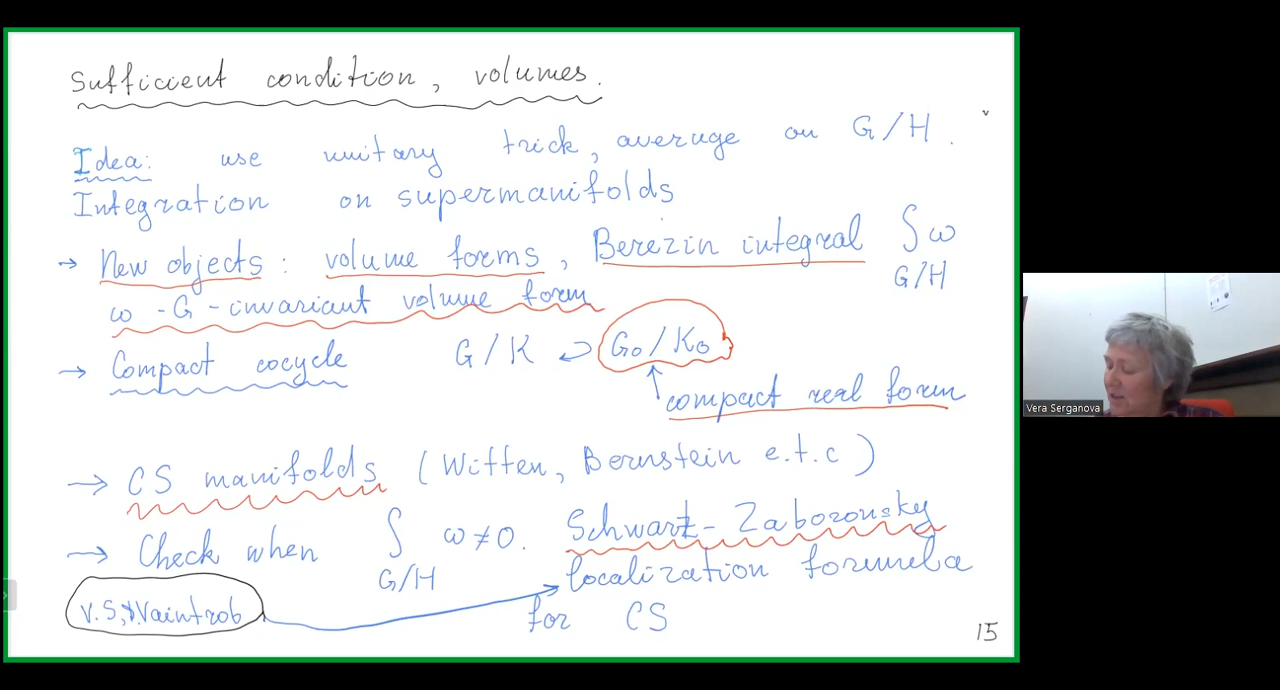 Sufficient condition, volumes.
Idea: use unitary trick, average on G/H.
Integration on supermanifolds
→ New objects: volume forms, Berezin integral ∫ ω
G/H
ω - G - invariant volume form
→ Compact cocycle G/K ↩ G₀/K₀
compact real form
→ CS manifolds (Witten, Bernstein e.t.c)
→ Check when ∫ ω ≠ 0. Schwartz - Zaboronsky
G/H localization formula
V.S, Vaintrob for CS
15
Vera Serganova